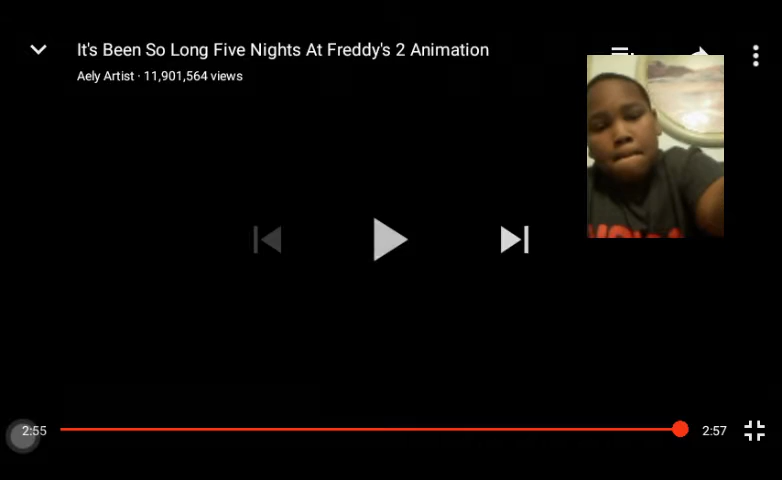 It's Been So Long Five Nights At Freddy's 2 Animation
Aely Artist · 11,901,564 views
2:55
2:57